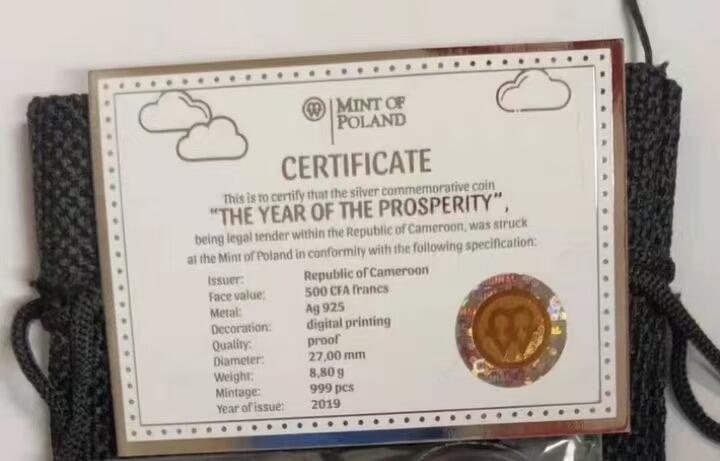 MINT OF
POLAND
CERTIFICATE
This is to certify that the silver commemorative coin
"THE YEAR OF THE PROSPERITY",
being legal tender within the Republic of Cameroon, was struck
at the Mint of Poland in conformity with the following specification:
Issuer: Republic of Cameroon
Face value: 500 CFA francs
Metal: Ag 925
Decoration: digital printing
Quality: proof
Diameter: 27,00 mm
Weight: 8,80 g
Mintage: 999 pcs
Year of issue: 2019